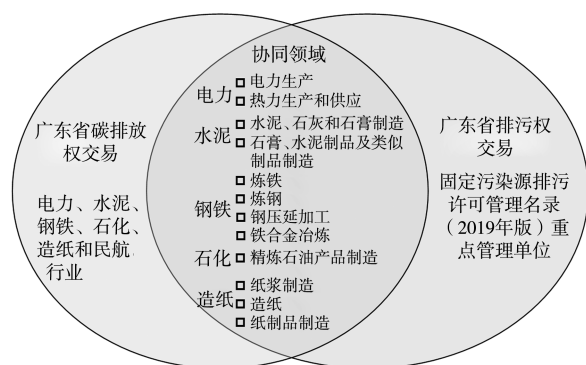 协同领域
电力
电力生产
热力生产和供应
水泥
水泥、石灰和石膏制造
石膏、水泥制品及类似
制品制造
钢铁
炼铁
炼钢
钢压延加工
铁合金冶炼
石化
精炼石油产品制造
造纸
纸浆制造
造纸
纸制品制造
广东省碳排放
权交易
电力、水泥、
钢铁、石化、
造纸和民航
行业
广东省排污权
交易
固定污染源排污
许可管理名录
（2019年版）重
点管理单位